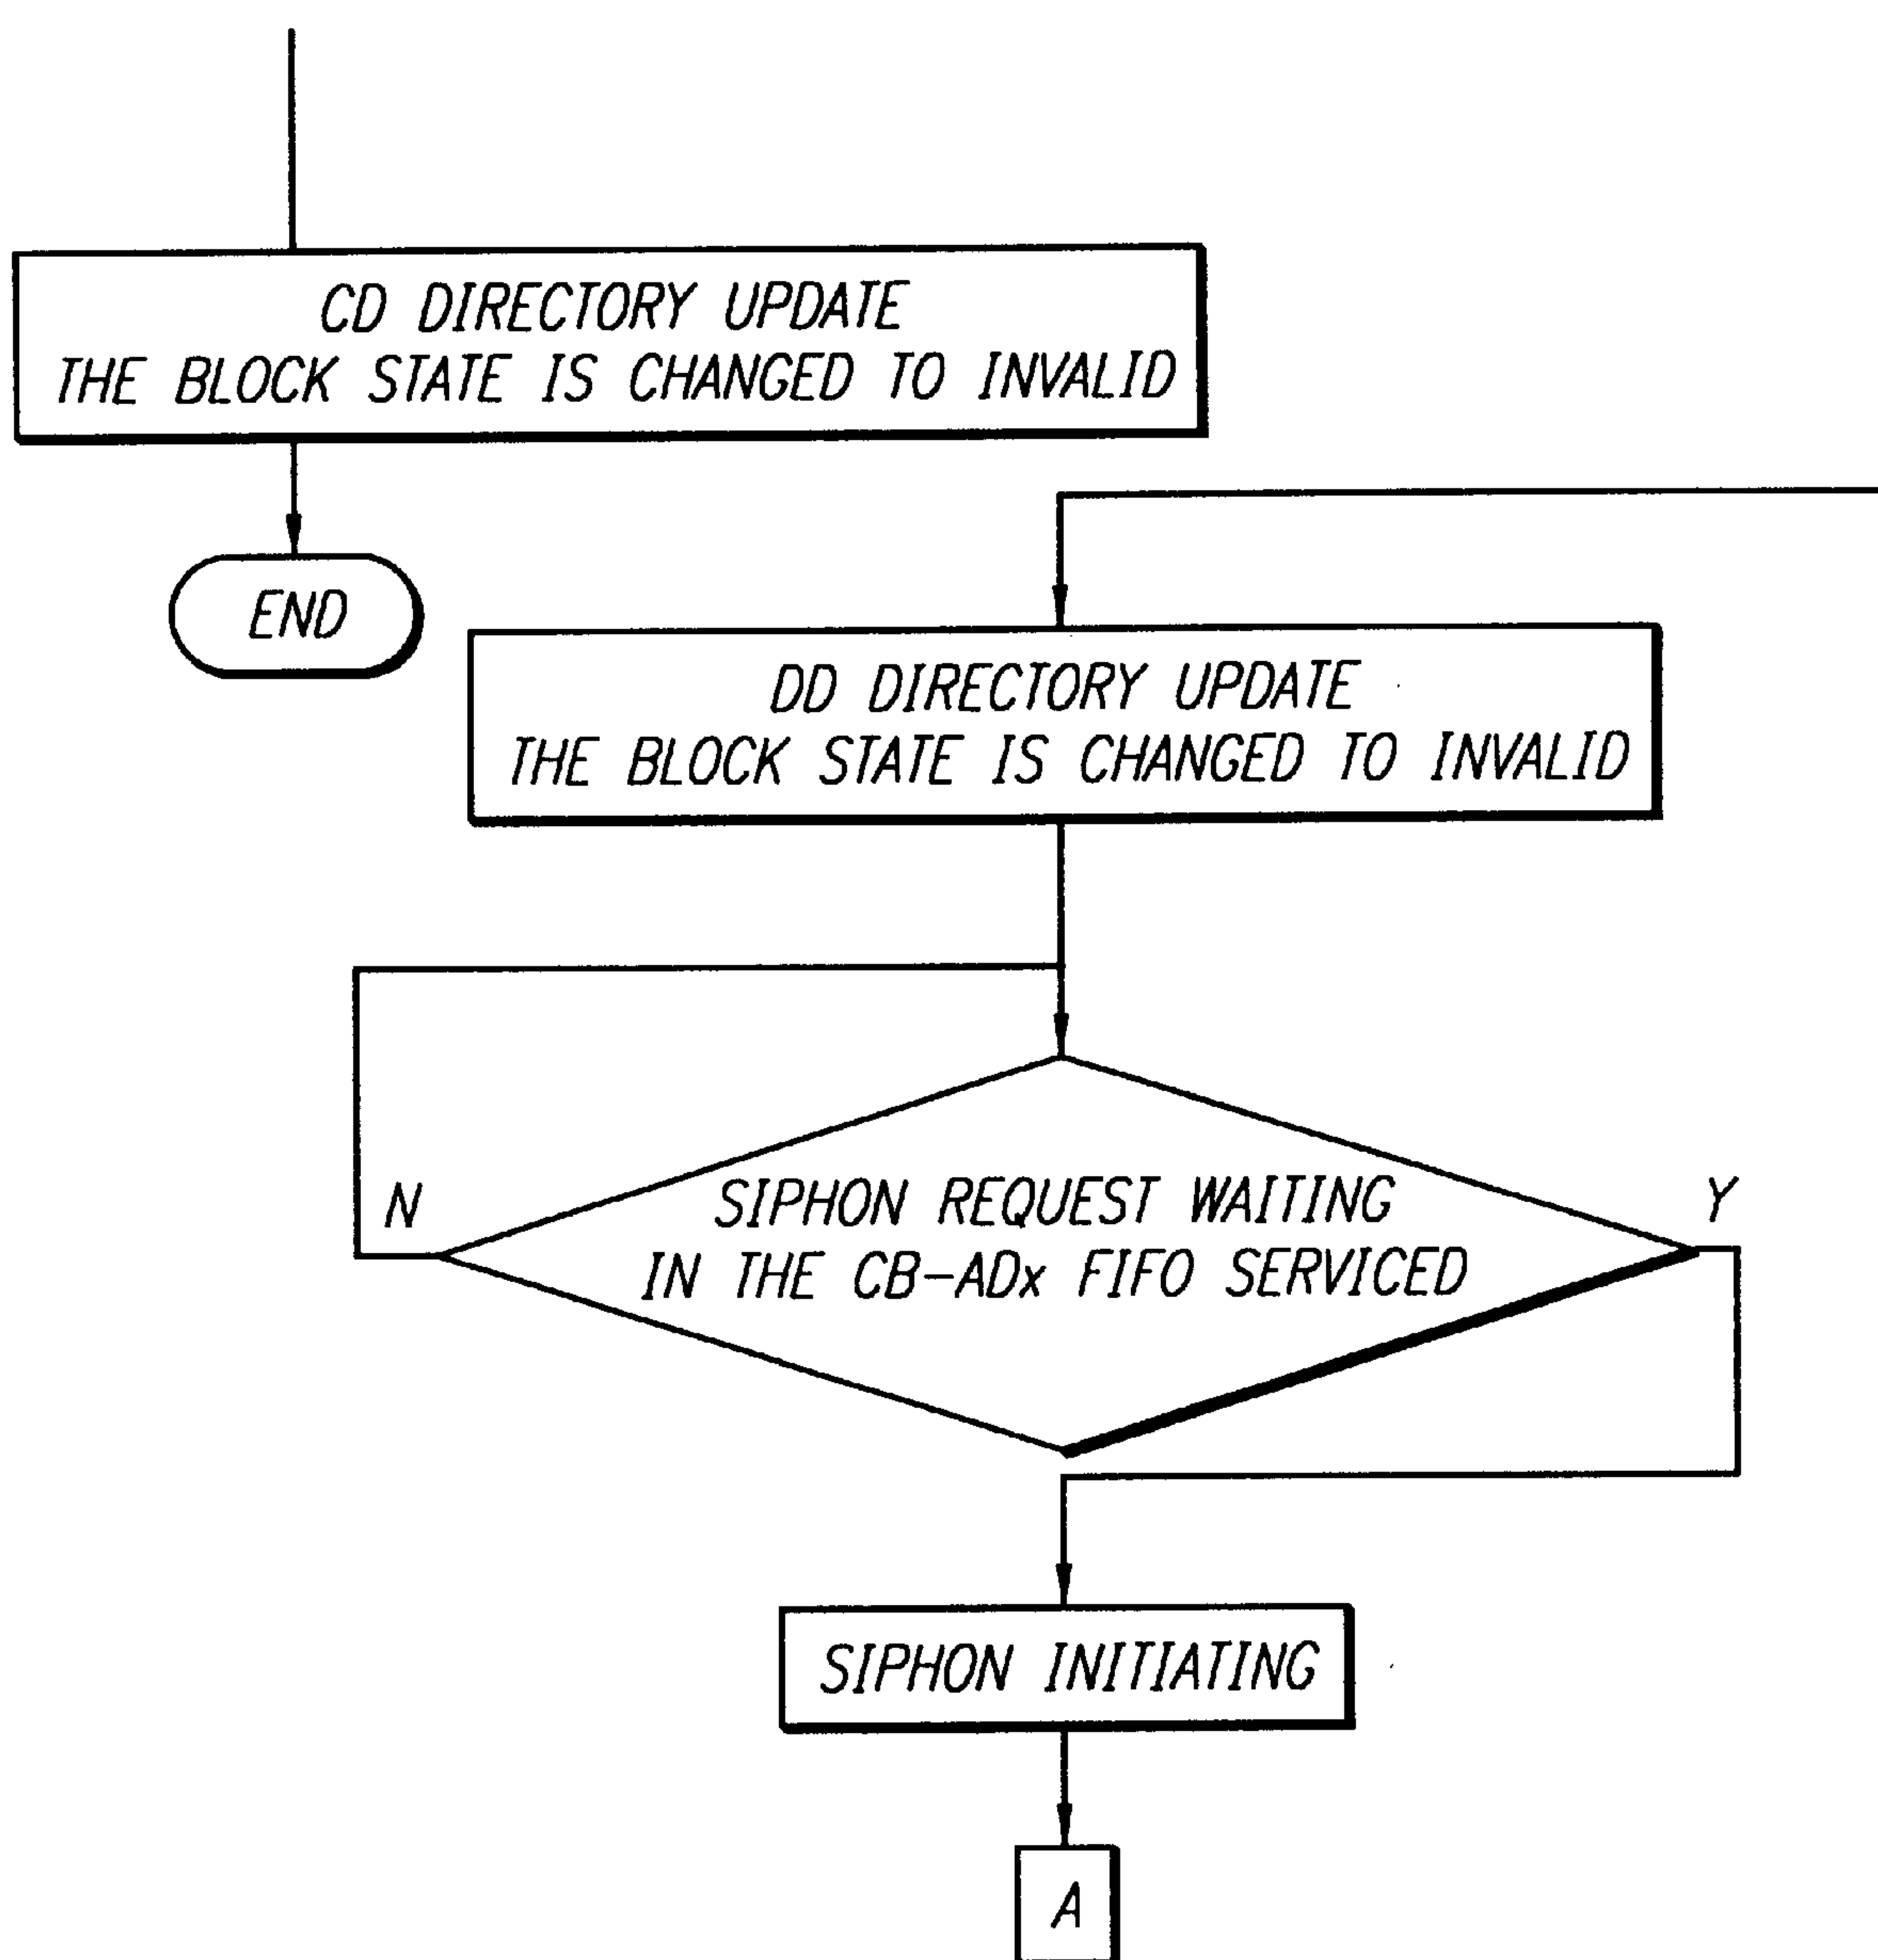 CD DIRECTORY UPDATE
THE BLOCK STATE IS CHANGED TO INVALID
END
DD DIRECTORY UPDATE
THE BLOCK STATE IS CHANGED TO INVALID
N
SIPHON REQUEST WAITING
IN THE CB-ADx FIFO SERVICED
Y
SIPHON INITIATING
A